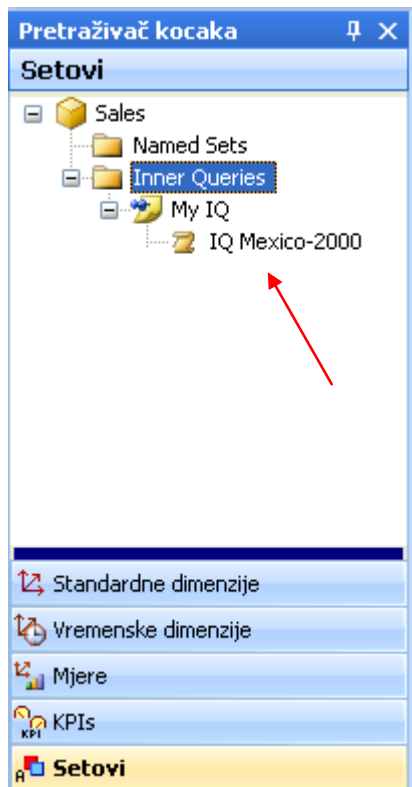 Pretraživač kocaka
Setovi
Sales
Named Sets
Inner Queries
My IQ
IQ Mexico-2000
Standardne dimenzije
Vremenske dimenzije
Mjere
KPI KPIs
A Setovi